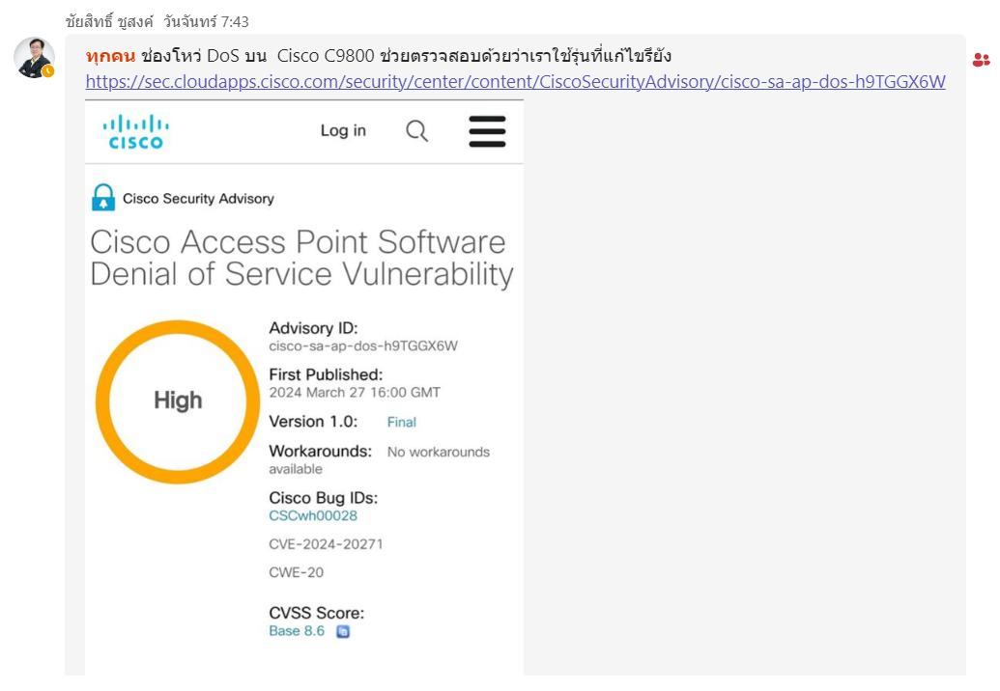 ชัยสิทธิ์ ชูสงค์ วันจันทร์ 7:43
ทุกคน ช่องโหว่ DoS บน Cisco C9800 ช่วยตรวจสอบด้วยว่าเราใช้รุ่นที่แก้ไขรึยัง
https://sec.cloudapps.cisco.com/security/center/content/CiscoSecurityAdvisory/cisco-sa-ap-dos-h9TGGX6W
CISCO
Log in
Cisco Security Advisory
Cisco Access Point Software
Denial of Service Vulnerability
High
Advisory ID:
cisco-sa-ap-dos-h9TGGX6W
First Published:
2024 March 27 16:00 GMT
Version 1.0: Final
Workarounds: No workarounds
available
Cisco Bug IDs:
CSCwh00028
CVE-2024-20271
CWE-20
CVSS Score:
Base 8.6